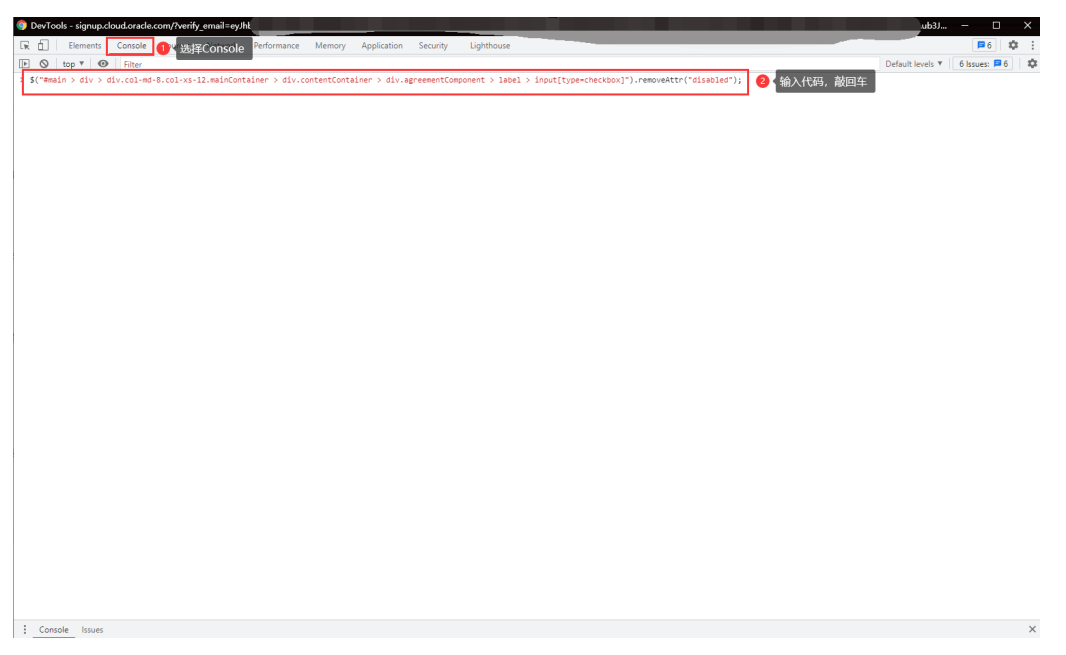 DevTools - signup.cloud.oracle.com/?verify_email=eyJhb
ub3J...
Elements Console Performance Memory Application Security Lighthouse 6
1 选择Console
top Filter Default levels 6 Issues: 6
$("#main > div > div.col-md-8.col-xs-12.mainContainer > div.contentContainer > div.agreementComponent > label > input[type=checkbox]").removeAttr("disabled");
2 输入代码，敲回车
Console Issues